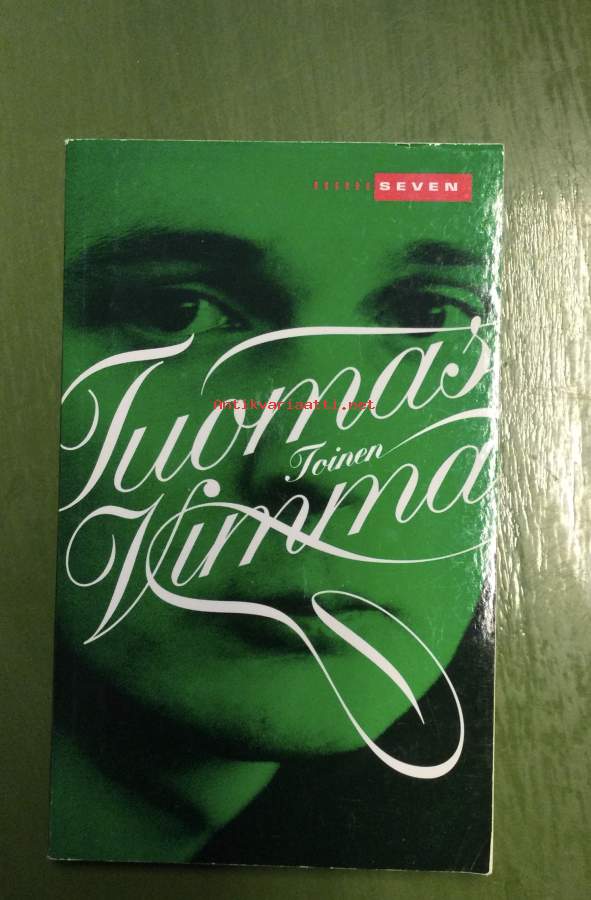 SEVEN
Tuomas
Antikvariaatti.net
Toinen
Vimma